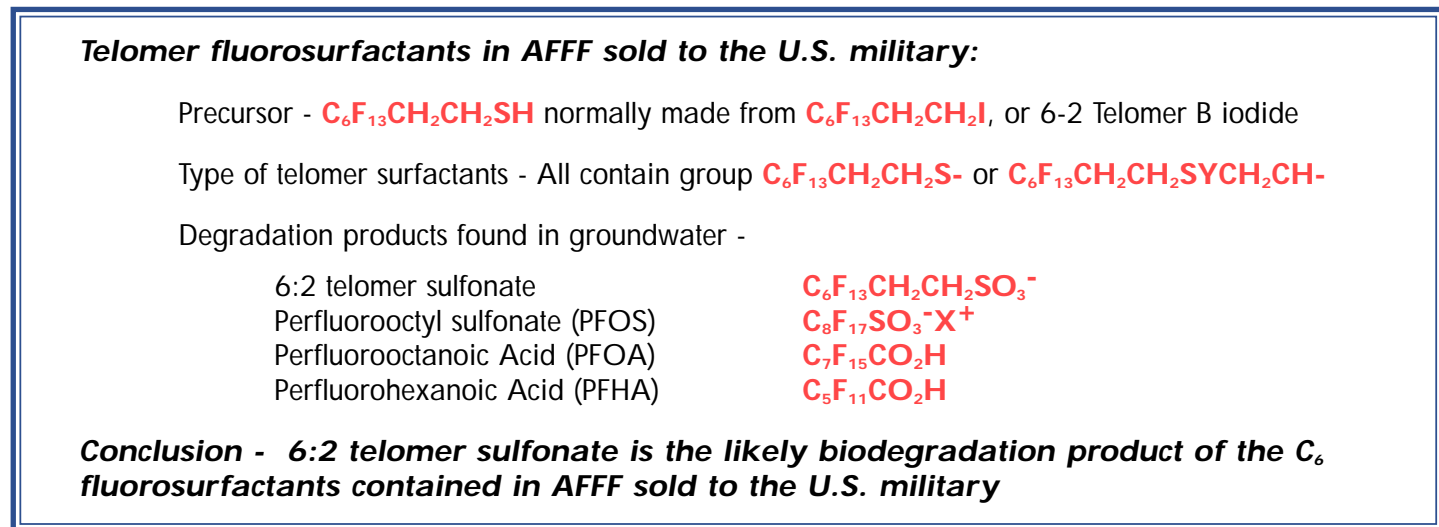 Telomer fluorosurfactants in AFFF sold to the U.S. military:
Precursor - C₆F₁₃CH₂CH₂SH normally made from C₆F₁₃CH₂CH₂I, or 6-2 Telomer B iodide
Type of telomer surfactants - All contain group C₆F₁₃CH₂CH₂S- or C₆F₁₃CH₂CH₂SYCH₂CH-
Degradation products found in groundwater -
6:2 telomer sulfonate C₆F₁₃CH₂CH₂SO₃⁻
Perfluorooctyl sulfonate (PFOS) C₈F₁₇SO₃⁻X⁺
Perfluorooctanoic Acid (PFOA) C₇F₁₅CO₂H
Perfluorohexanoic Acid (PFHA) C₅F₁₁CO₂H
Conclusion - 6:2 telomer sulfonate is the likely biodegradation product of the C₆
fluorosurfactants contained in AFFF sold to the U.S. military